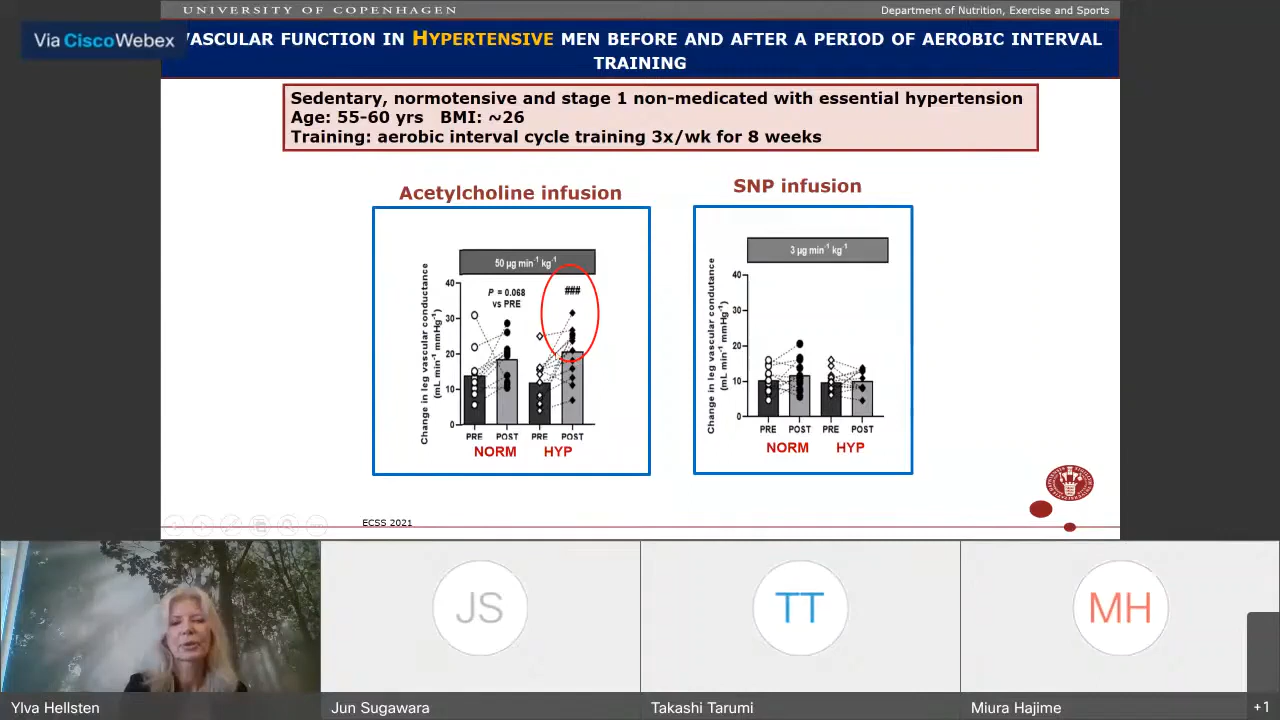 UNIVERSITY OF COPENHAGEN
Department of Nutrition, Exercise and Sports
Via Cisco Webex
VASCULAR FUNCTION IN HYPERTENSIVE MEN BEFORE AND AFTER A PERIOD OF AEROBIC INTERVAL
TRAINING
Sedentary, normotensive and stage 1 non-medicated with essential hypertension
Age: 55-60 yrs BMI: ~26
Training: aerobic interval cycle training 3x/wk for 8 weeks
Acetylcholine infusion
50 µg min⁻¹ kg⁻¹
Change in leg vascular conductance
(mL min⁻¹ mmHg⁻¹)
40
30
20
10
0
P = 0.068
vs PRE
###
PRE POST PRE POST
NORM HYP
SNP infusion
3 µg min⁻¹ kg⁻¹
Change in leg vascular condutance
(mL min⁻¹ mmHg⁻¹)
40
30
20
10
0
PRE POST PRE POST
NORM HYP
ECSS 2021
JS
TT
MH
Ylva Hellsten
Jun Sugawara
Takashi Tarumi
Miura Hajime
+1